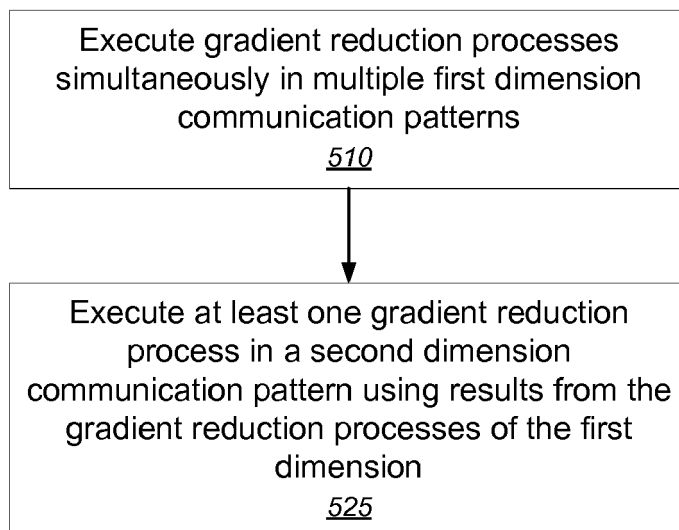 Execute gradient reduction processes
simultaneously in multiple first dimension
communication patterns
510
Execute at least one gradient reduction
process in a second dimension
communication pattern using results from the
gradient reduction processes of the first
dimension
525